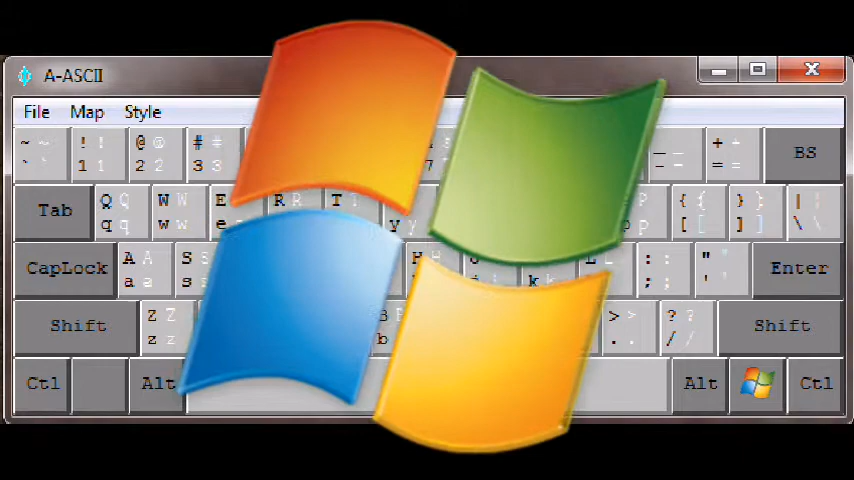 A-ASCII
File Map Style
~ ~ ! ! @ @ # # _ _ + +
` ` 1 1 2 2 3 3 7 - - = = BS
Tab Q Q W W E R R T { { } } | ¦
q q w w e y p [ [ ] ] \ \
CapLock A A S S H H L L : : " "
a a s s k ; ; ' ' Enter
Shift Z Z B > > ? ? Shift
z z b . . / /
Ctl Alt Alt Ctl